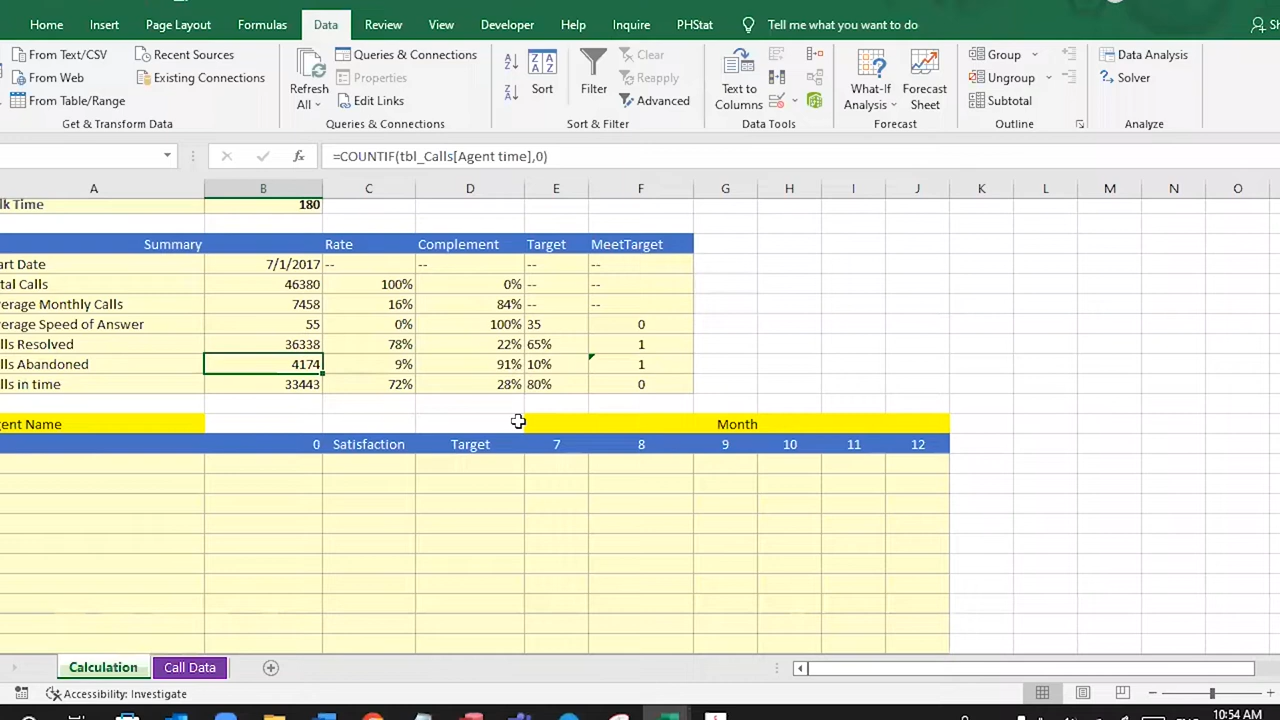 Home Insert Page Layout Formulas Data Review View Developer Help Inquire PHStat Tell me what you want to do
From Text/CSV Recent Sources
From Web Existing Connections
From Table/Range
Get & Transform Data
Refresh All
Queries & Connections
Properties
Edit Links
Queries & Connections
Sort
Filter
Clear
Reapply
Advanced
Sort & Filter
Text to Columns
Data Tools
What-If Analysis
Forecast Sheet
Forecast
Group
Ungroup
Subtotal
Outline
Data Analysis
Solver
Analyze
fx =COUNTIF(tbl_Calls[Agent time],0)
A B C D E F G H I J K L M N O
lk Time 180
Summary Rate Complement Target MeetTarget
art Date 7/1/2017 -- -- -- --
tal Calls 46380 100% 0% -- --
erage Monthly Calls 7458 16% 84% -- --
erage Speed of Answer 55 0% 100% 35 0
lls Resolved 36338 78% 22% 65% 1
lls Abandoned 4174 9% 91% 10% 1
lls in time 33443 72% 28% 80% 0
gent Name Month
0 Satisfaction Target 7 8 9 10 11 12
Calculation Call Data
Accessibility: Investigate
10:54 AM